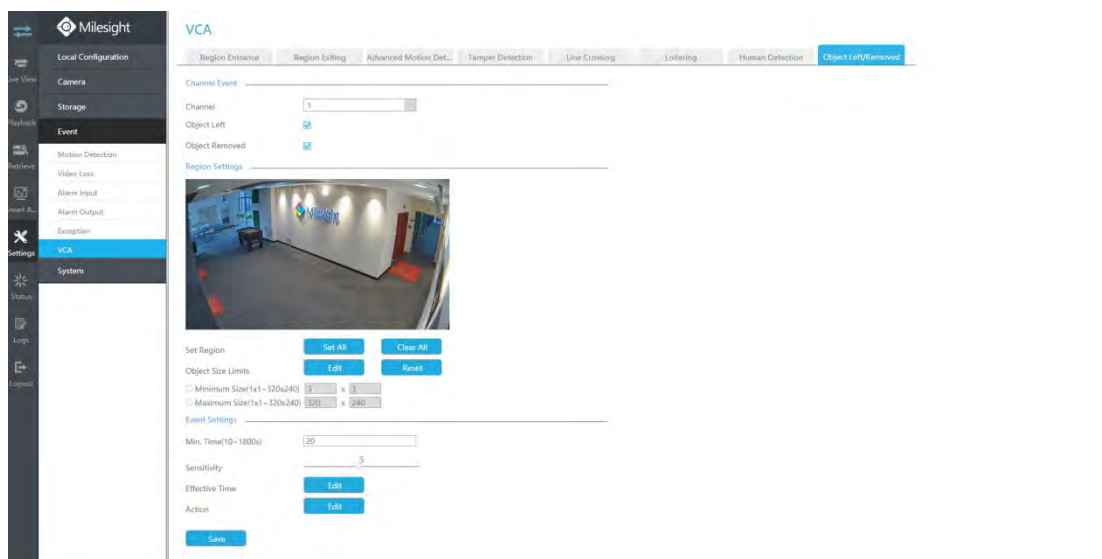 Milesight
VCA
Local Configuration
Region Entrance Region Exiting Advanced Motion Det... Tamper Detection Line Crossing Loitering Human Detection Object Left/Removed
Live View
Camera
Channel Event
Storage
Channel 1
Playback
Object Left
Event
Object Removed
Motion Detection
Retrieve
Region Settings
Video Loss
Alarm Input
Smart A...
Alarm Output
Milesight
Exception
Settings
VCA
System
Status
Logs
Set Region Set All Clear All
Object Size Limits Edit Reset
Logout
Minimum Size(1x1~320x240) 3 x 3
Maximum Size(1x1~320x240) 320 x 240
Event Settings
Min. Time(10~1800s) 20
5
Sensitivity
Effective Time Edit
Action Edit
Save